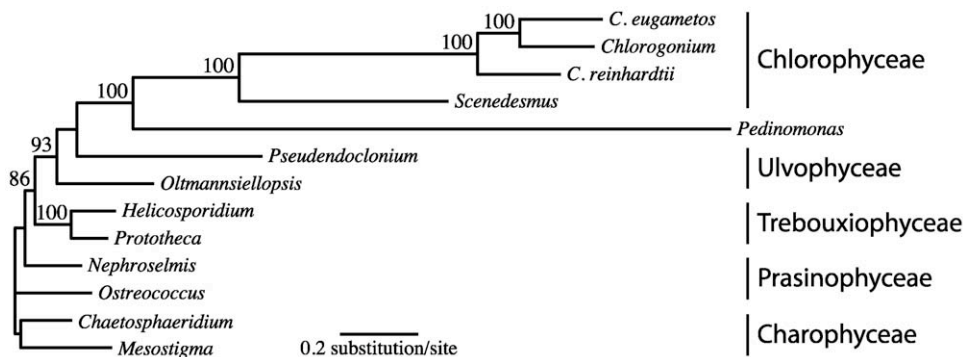 100 C. eugametos
100 Chlorogonium
100 C. reinhardtii
Chlorophyceae
100 Scenedesmus
Pedinomonas
93 Pseudendoclonium
Ulvophyceae
86 Oltmannsiellopsis
Helicosporidium
100 Trebouxiophyceae
Prototheca
Nephroselmis
Prasinophyceae
Ostreococcus
Chaetosphaeridium
Charophyceae
Mesostigma
0.2 substitution/site